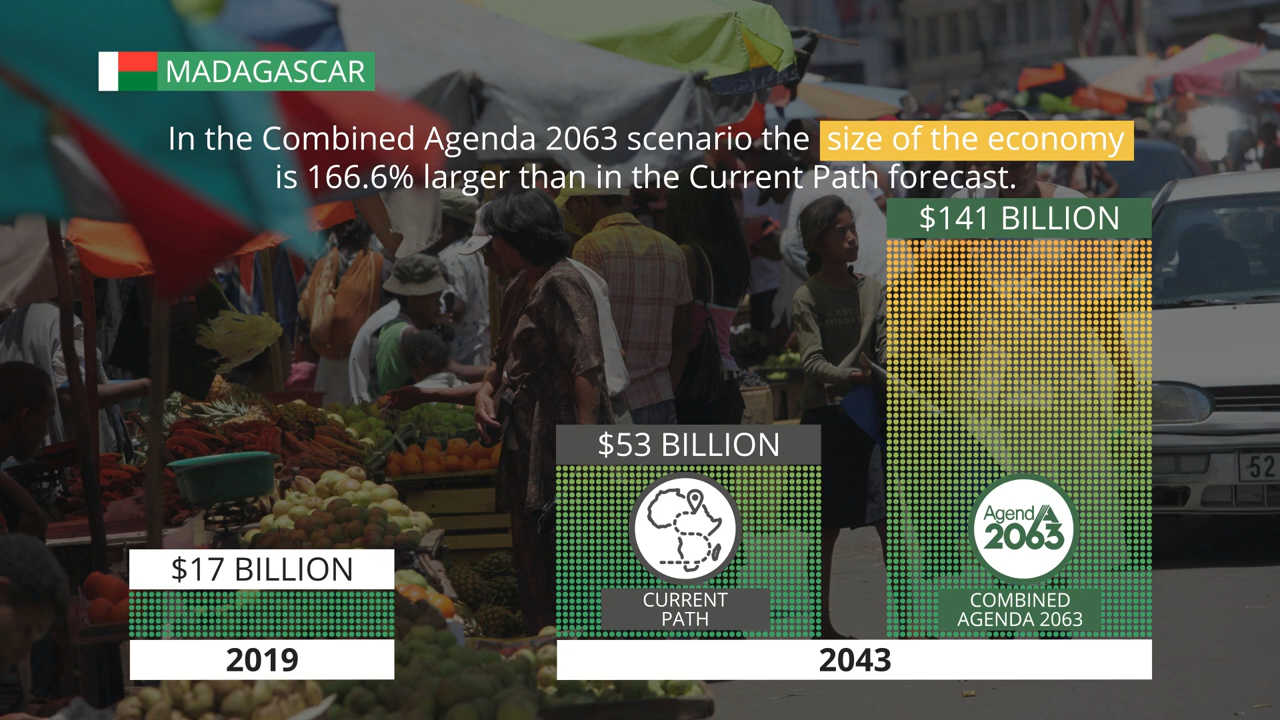 MADAGASCAR
In the Combined Agenda 2063 scenario the size of the economy
is 166.6% larger than in the Current Path forecast.
$141 BILLION
$53 BILLION
$17 BILLION
Agenda
2063
CURRENT
PATH
COMBINED
AGENDA 2063
2019
2043
52